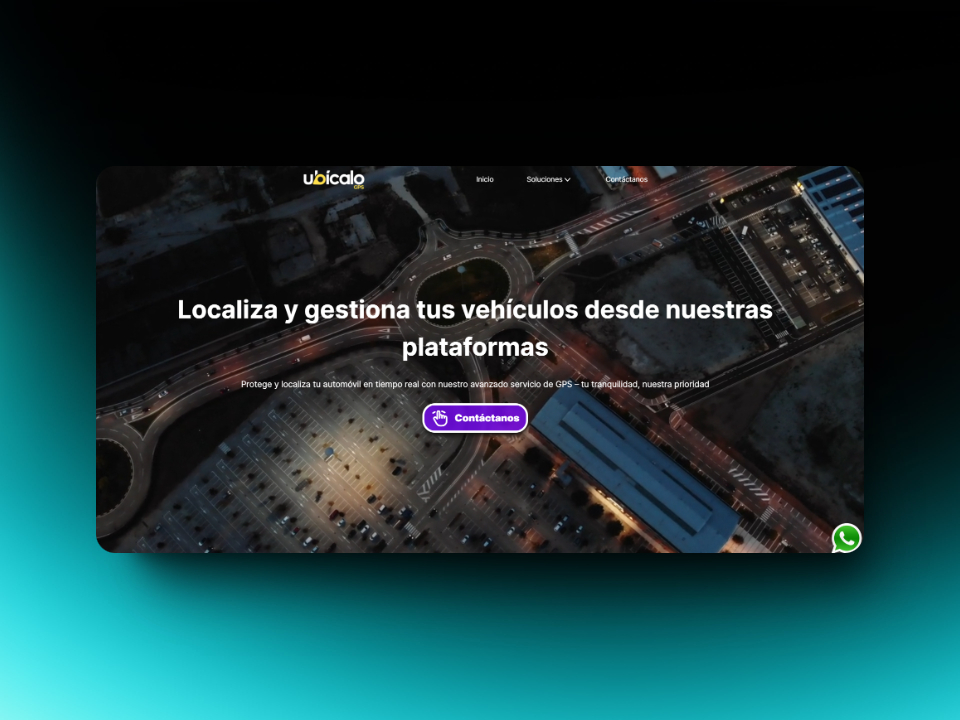 ubícalo
GPS
Inicio
Soluciones
Contáctanos
Localiza y gestiona tus vehículos desde nuestras
plataformas
Protege y localiza tu automóvil en tiempo real con nuestro avanzado servicio de GPS – tu tranquilidad, nuestra prioridad
Contáctanos